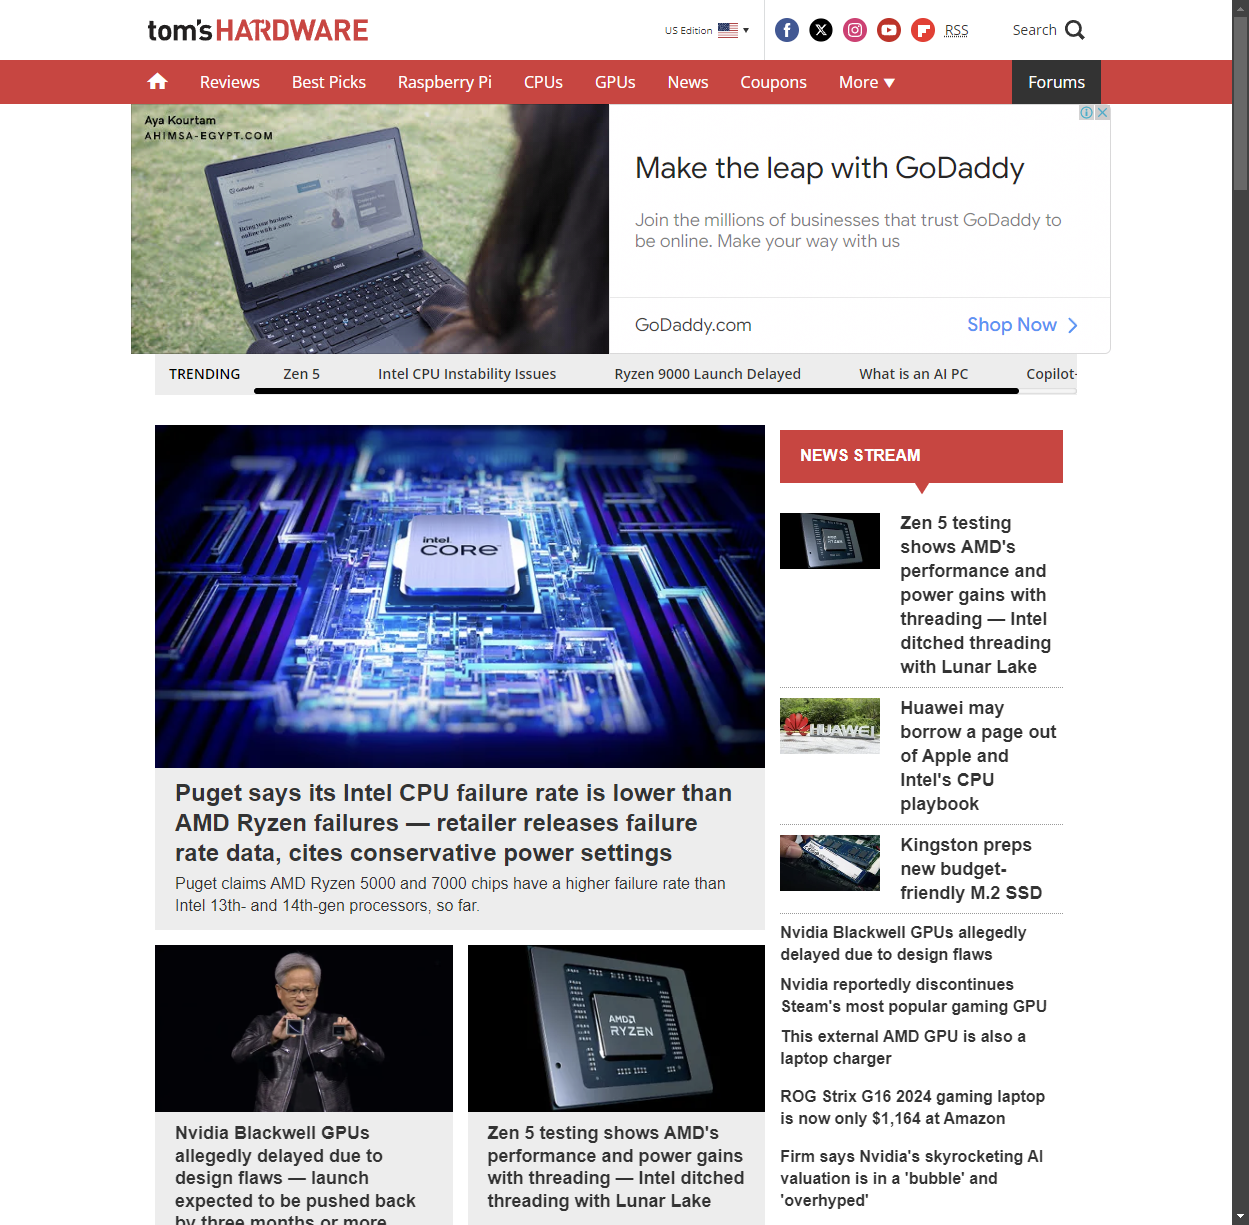 tom's HARDWARE
US Edition
RSS
Search
Reviews
Best Picks
Raspberry Pi
CPUs
GPUs
News
Coupons
More
Forums
Aya Kourtam
AHIMSA-EGYPT.COM
Make the leap with GoDaddy
Join the millions of businesses that trust GoDaddy to
be online. Make your way with us
GoDaddy.com
Shop Now
TRENDING
Zen 5
Intel CPU Instability Issues
Ryzen 9000 Launch Delayed
What is an AI PC
Copilot-
intel
CORE
Puget says its Intel CPU failure rate is lower than
AMD Ryzen failures — retailer releases failure
rate data, cites conservative power settings
Puget claims AMD Ryzen 5000 and 7000 chips have a higher failure rate than
Intel 13th- and 14th-gen processors, so far.
Nvidia Blackwell GPUs
allegedly delayed due to
design flaws — launch
expected to be pushed back
by three months or more
AMD
RYZEN
Zen 5 testing shows AMD's
performance and power gains
with threading — Intel ditched
threading with Lunar Lake
NEWS STREAM
Zen 5 testing
shows AMD's
performance and
power gains with
threading — Intel
ditched threading
with Lunar Lake
HUAWEI
Huawei may
borrow a page out
of Apple and
Intel's CPU
playbook
Kingston preps
new budget-
friendly M.2 SSD
Nvidia Blackwell GPUs allegedly
delayed due to design flaws
Nvidia reportedly discontinues
Steam's most popular gaming GPU
This external AMD GPU is also a
laptop charger
ROG Strix G16 2024 gaming laptop
is now only $1,164 at Amazon
Firm says Nvidia's skyrocketing AI
valuation is in a 'bubble' and
'overhyped'